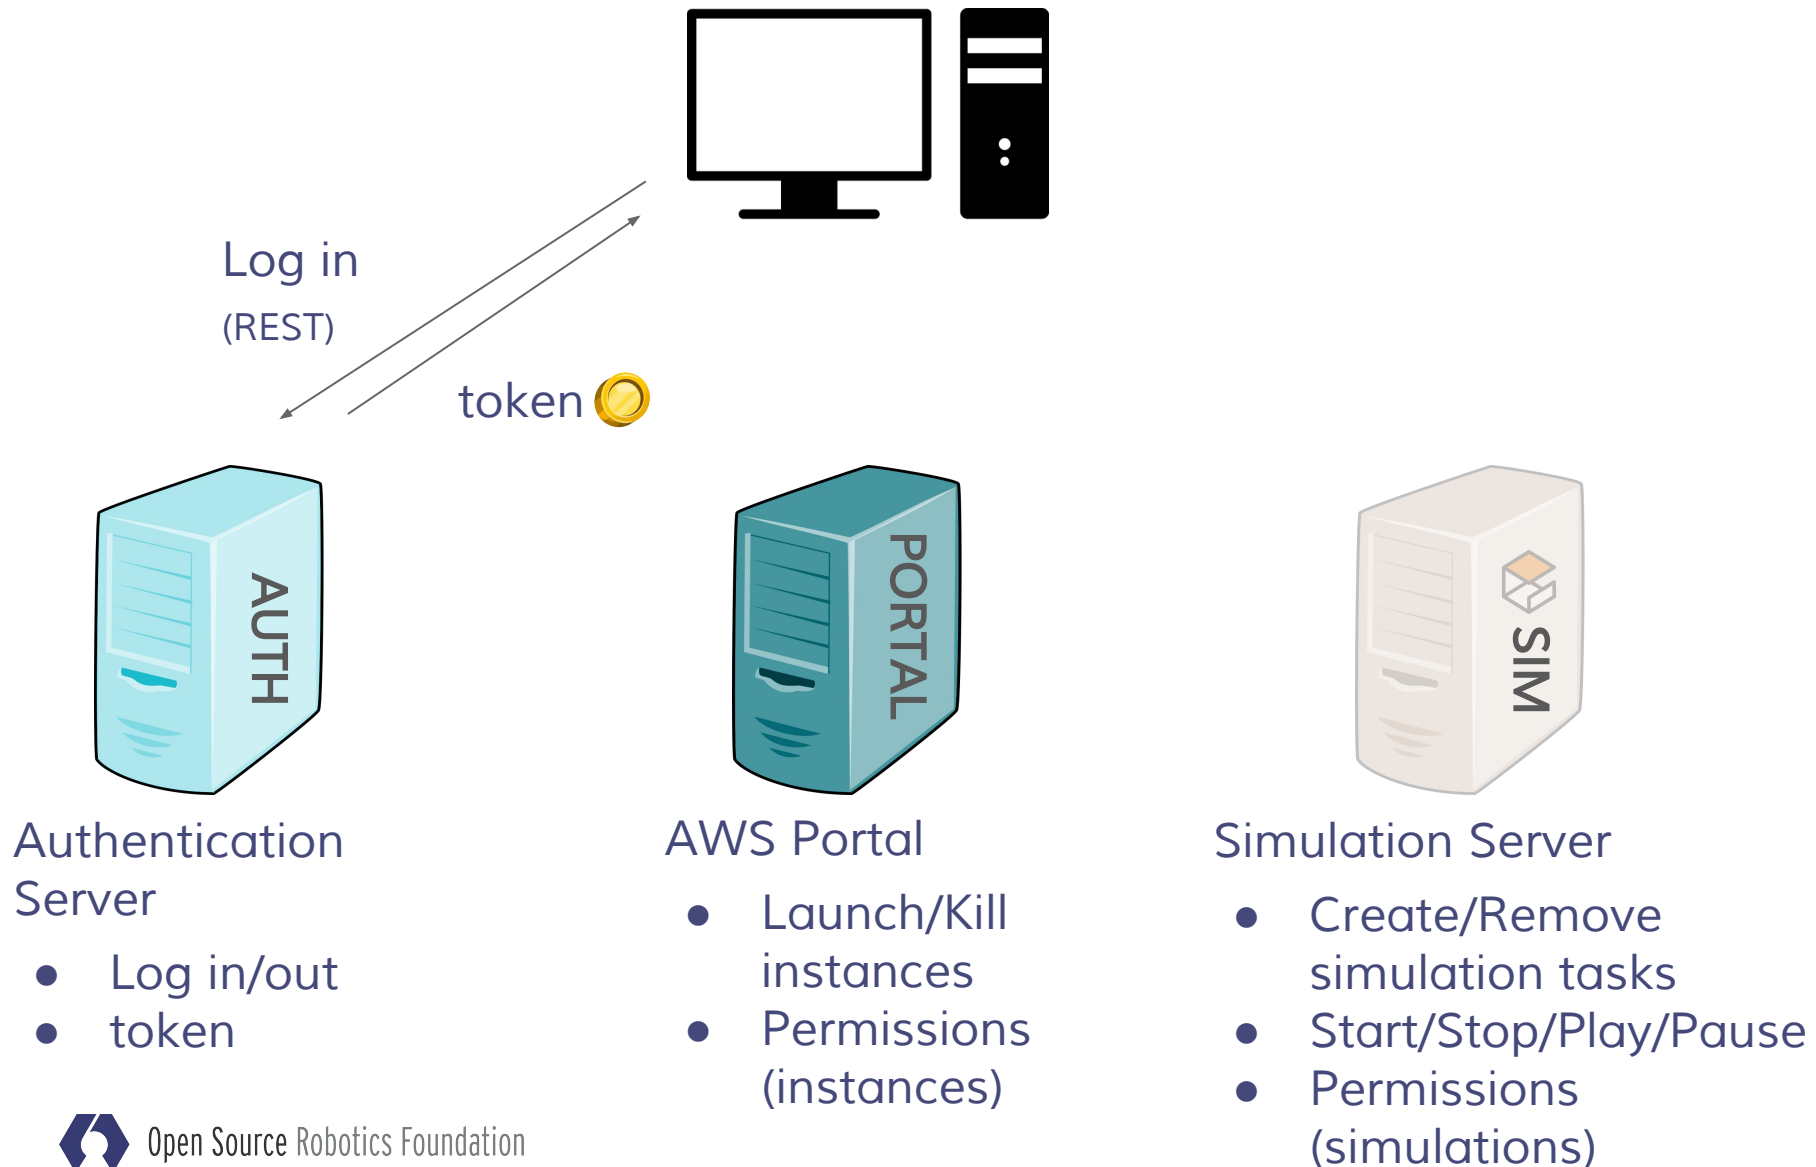 Log in
(REST)
token
AUTH
PORTAL
SIM
Authentication
Server
● Log in/out
● token
AWS Portal
● Launch/Kill
instances
● Permissions
(instances)
Simulation Server
● Create/Remove
simulation tasks
● Start/Stop/Play/Pause
● Permissions
(simulations)
Open Source Robotics Foundation